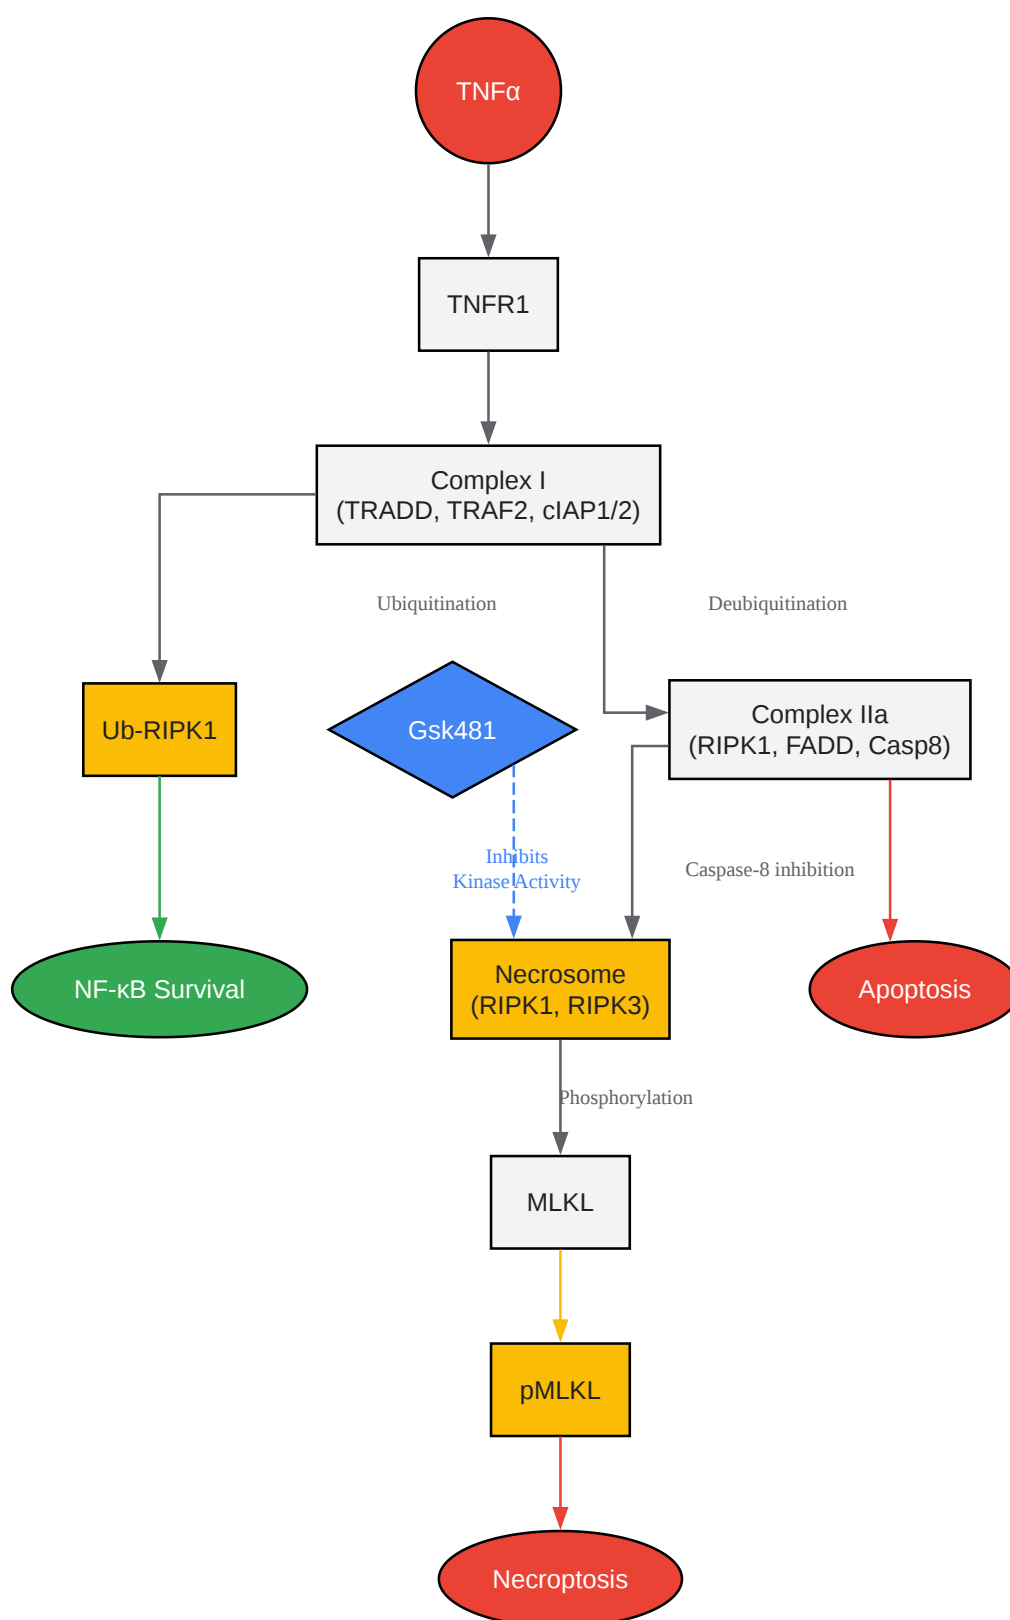 TNFα
TNFR1
Complex I
(TRADD, TRAF2, cIAP1/2)
Ubiquitination
Deubiquitination
Ub-RIPK1
Gsk481
Complex IIa
(RIPK1, FADD, Casp8)
Inhibits
Kinase Activity
Caspase-8 inhibition
NF-κB Survival
Necrosome
(RIPK1, RIPK3)
Apoptosis
Phosphorylation
MLKL
pMLKL
Necroptosis